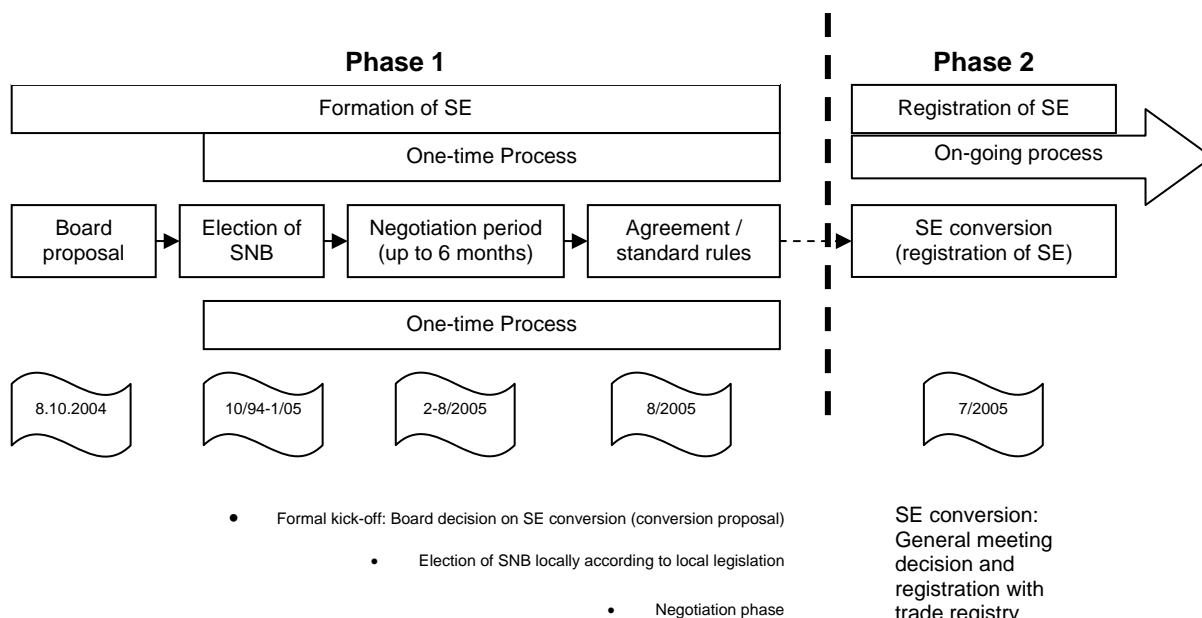 Phase 1
Phase 2
Formation of SE
Registration of SE
One-time Process
On-going process
Board
proposal
Election of
SNB
Negotiation period
(up to 6 months)
Agreement /
standard rules
SE conversion
(registration of SE)
One-time Process
8.10.2004
10/94-1/05
2-8/2005
8/2005
7/2005
• Formal kick-off: Board decision on SE conversion (conversion proposal)
• Election of SNB locally according to local legislation
• Negotiation phase
SE conversion:
General meeting
decision and
registration with
trade registry